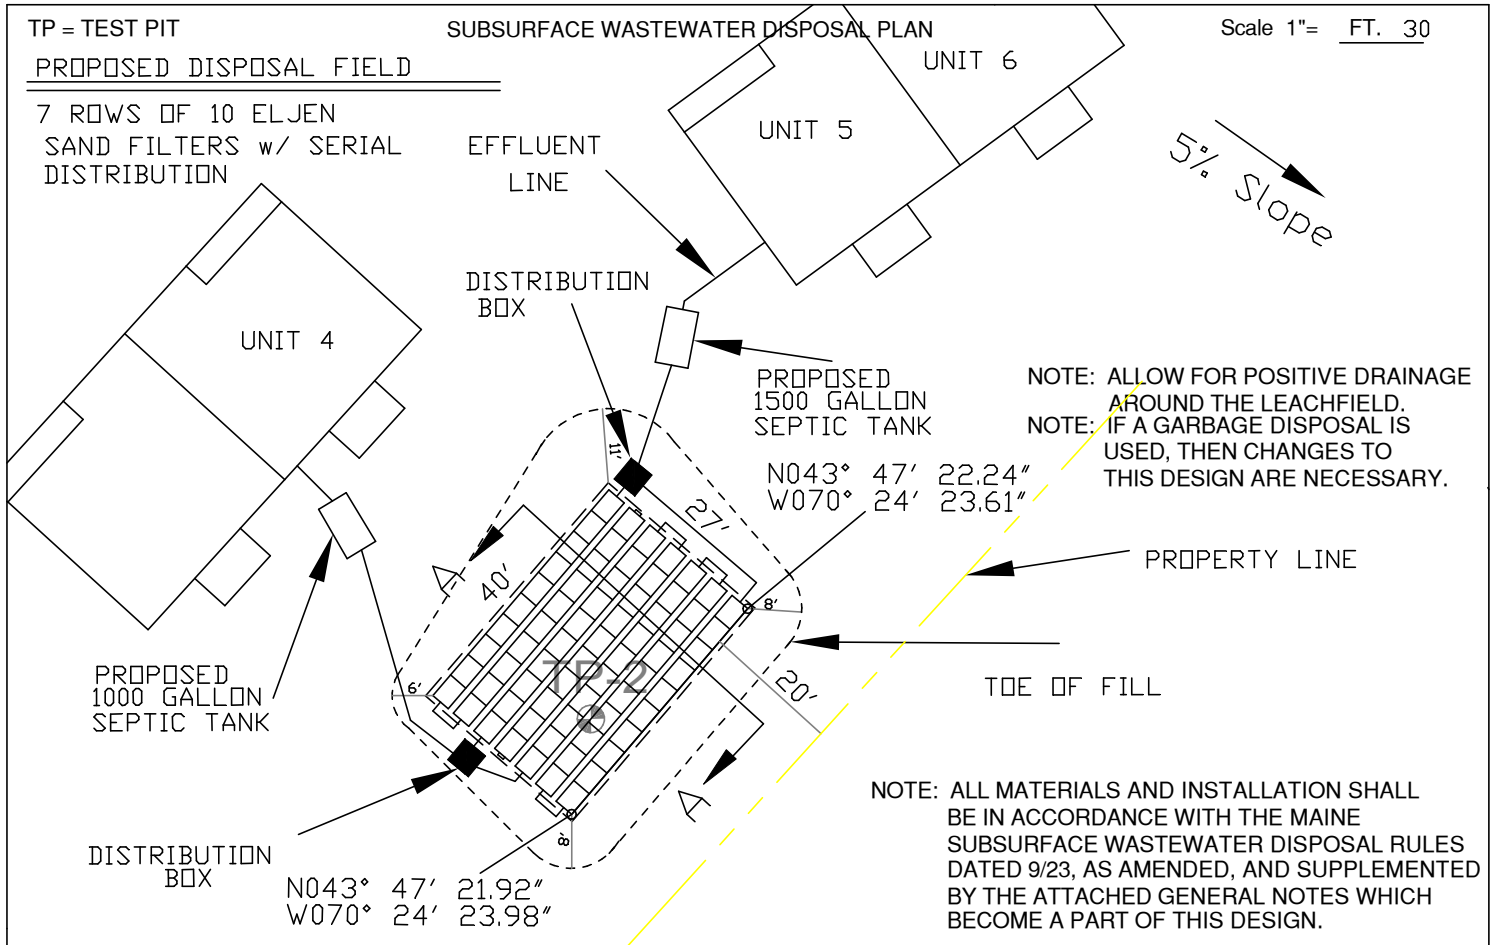 TP = TEST PIT
SUBSURFACE WASTEWATER DISPOSAL PLAN
Scale 1"= FT. 30
PROPOSED DISPOSAL FIELD
7 ROWS OF 10 ELJEN
SAND FILTERS w/ SERIAL
DISTRIBUTION
EFFLUENT
LINE
UNIT 6
UNIT 5
5% Slope
DISTRIBUTION
BOX
UNIT 4
PROPOSED
1500 GALLON
SEPTIC TANK
NOTE: ALLOW FOR POSITIVE DRAINAGE
AROUND THE LEACHFIELD.
NOTE: IF A GARBAGE DISPOSAL IS
USED, THEN CHANGES TO
THIS DESIGN ARE NECESSARY.
N043° 47' 22.24"
W070° 24' 23.61"
11'
27'
A
40'
8'
PROPERTY LINE
TP-2
6'
20'
TOE OF FILL
PROPOSED
1000 GALLON
SEPTIC TANK
A
8'
DISTRIBUTION
BOX
N043° 47' 21.92"
W070° 24' 23.98"
NOTE: ALL MATERIALS AND INSTALLATION SHALL
BE IN ACCORDANCE WITH THE MAINE
SUBSURFACE WASTEWATER DISPOSAL RULES
DATED 9/23, AS AMENDED, AND SUPPLEMENTED
BY THE ATTACHED GENERAL NOTES WHICH
BECOME A PART OF THIS DESIGN.